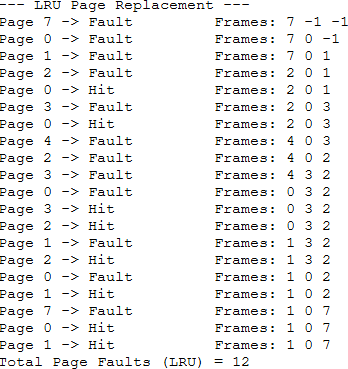 --- LRU Page Replacement ---
Page 7 -> Fault          Frames: 7 -1 -1
Page 0 -> Fault          Frames: 7 0 -1
Page 1 -> Fault          Frames: 7 0 1
Page 2 -> Fault          Frames: 2 0 1
Page 0 -> Hit            Frames: 2 0 1
Page 3 -> Fault          Frames: 2 0 3
Page 0 -> Hit            Frames: 2 0 3
Page 4 -> Fault          Frames: 4 0 3
Page 2 -> Fault          Frames: 4 0 2
Page 3 -> Fault          Frames: 4 3 2
Page 0 -> Fault          Frames: 0 3 2
Page 3 -> Hit            Frames: 0 3 2
Page 2 -> Hit            Frames: 0 3 2
Page 1 -> Fault          Frames: 1 3 2
Page 2 -> Hit            Frames: 1 3 2
Page 0 -> Fault          Frames: 1 0 2
Page 1 -> Hit            Frames: 1 0 2
Page 7 -> Fault          Frames: 1 0 7
Page 0 -> Hit            Frames: 1 0 7
Page 1 -> Hit            Frames: 1 0 7
Total Page Faults (LRU) = 12